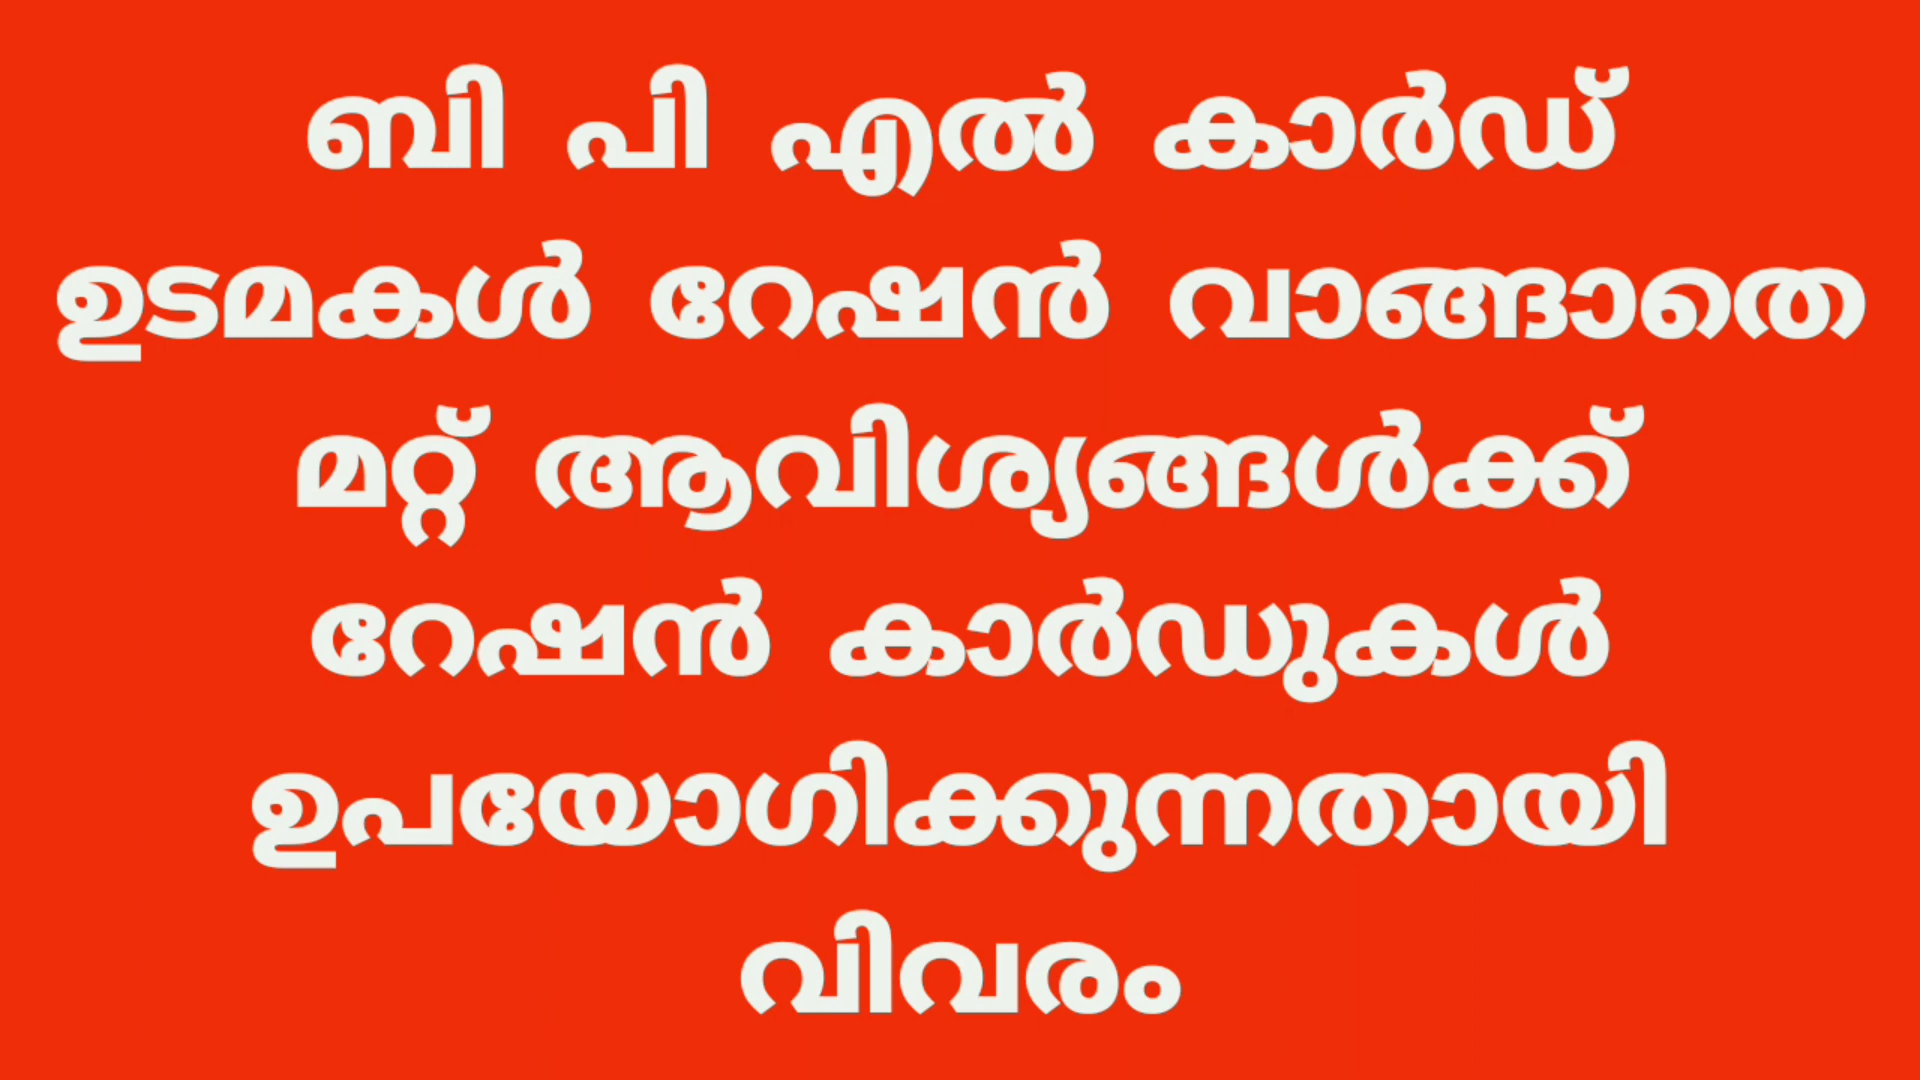 ബി പി എൽ കാർഡ്
ഉടമകൾ റേഷൻ വാങ്ങാതെ
മറ്റ് ആവിശ്യങ്ങൾക്ക്
റേഷൻ കാർഡുകൾ
ഉപയോഗിക്കുന്നതായി
വിവരം